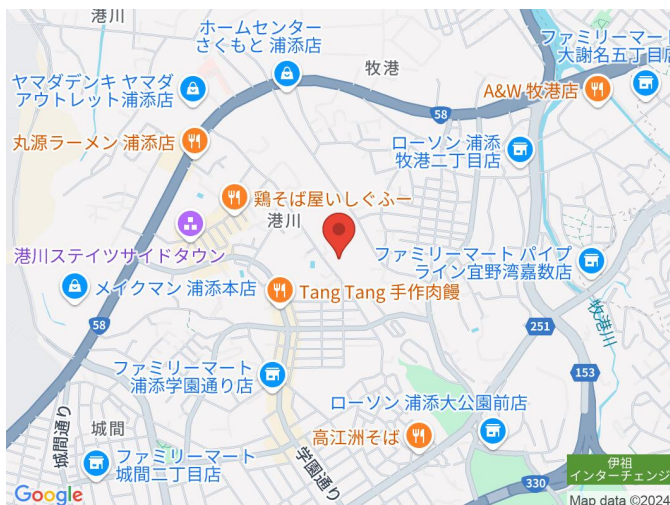 港川
ホームセンター
さくもと 浦添店
牧港
ファミリーマート
大謝名五丁目店
ヤマダデンキ ヤマダ
アウトレット浦添店
A&W 牧港店
58
丸源ラーメン 浦添店
ローソン 浦添
牧港二丁目店
鶏そば屋いしぐふー
港川
港川ステイツサイドタウン
ファミリーマート パイプ
ライン宜野湾嘉数店
メイクマン 浦添本店
Tang Tang 手作肉饅
58
251
牧港川
ファミリーマート
浦添学園通り店
153
ローソン 浦添大公園前店
城間通り
城間
高江洲そば
ファミリーマート
城間二丁目店
学園通り
伊祖
インターチェンジ
330
Google
Map data ©2024